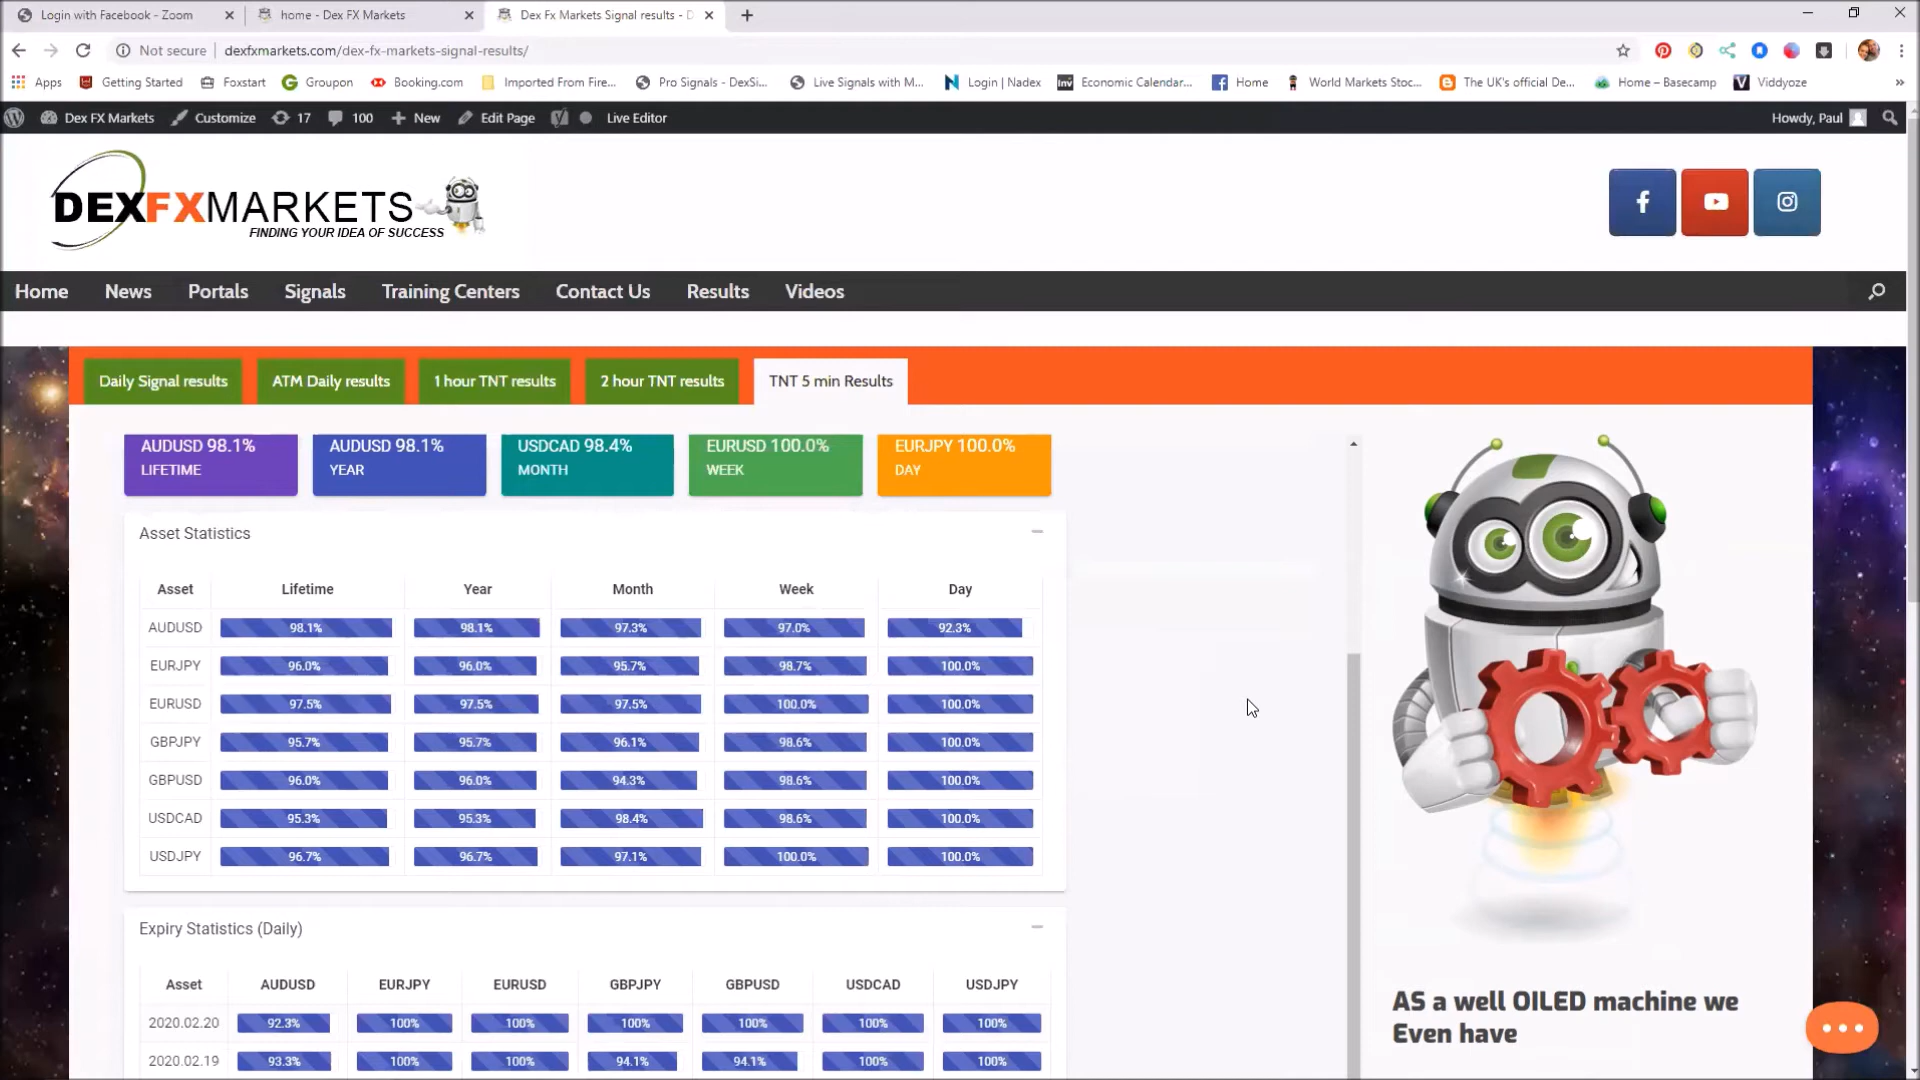 Login with Facebook - Zoom
home - Dex FX Markets
Dex Fx Markets Signal results - D
Not secure | dexfxmarkets.com/dex-fx-markets-signal-results/
Apps Getting Started Foxstart Groupon Booking.com Imported From Fire... Pro Signals - DexSi... Live Signals with M... Login | Nadex Economic Calendar... Home World Markets Stoc... The UK's official De... Home – Basecamp Viddyoze »
Dex FX Markets Customize 17 100 New Edit Page Live Editor Howdy, Paul
DEXFXMARKETS
FINDING YOUR IDEA OF SUCCESS
Home News Portals Signals Training Centers Contact Us Results Videos
Daily Signal results ATM Daily results 1 hour TNT results 2 hour TNT results TNT 5 min Results
AUDUSD 98.1% AUDUSD 98.1% USDCAD 98.4% EURUSD 100.0% EURJPY 100.0%
LIFETIME YEAR MONTH WEEK DAY
Asset Statistics
Asset Lifetime Year Month Week Day
AUDUSD 98.1% 98.1% 97.3% 97.0% 92.3%
EURJPY 96.0% 96.0% 95.7% 98.7% 100.0%
EURUSD 97.5% 97.5% 97.5% 100.0% 100.0%
GBPJPY 95.7% 95.7% 96.1% 98.6% 100.0%
GBPUSD 96.0% 96.0% 94.3% 98.6% 100.0%
USDCAD 95.3% 95.3% 98.4% 98.6% 100.0%
USDJPY 96.7% 96.7% 97.1% 100.0% 100.0%
Expiry Statistics (Daily)
Asset AUDUSD EURJPY EURUSD GBPJPY GBPUSD USDCAD USDJPY
2020.02.20 92.3% 100% 100% 100% 100% 100% 100%
2020.02.19 93.3% 100% 100% 94.1% 94.1% 100% 100%
AS a well OILED machine we
Even have